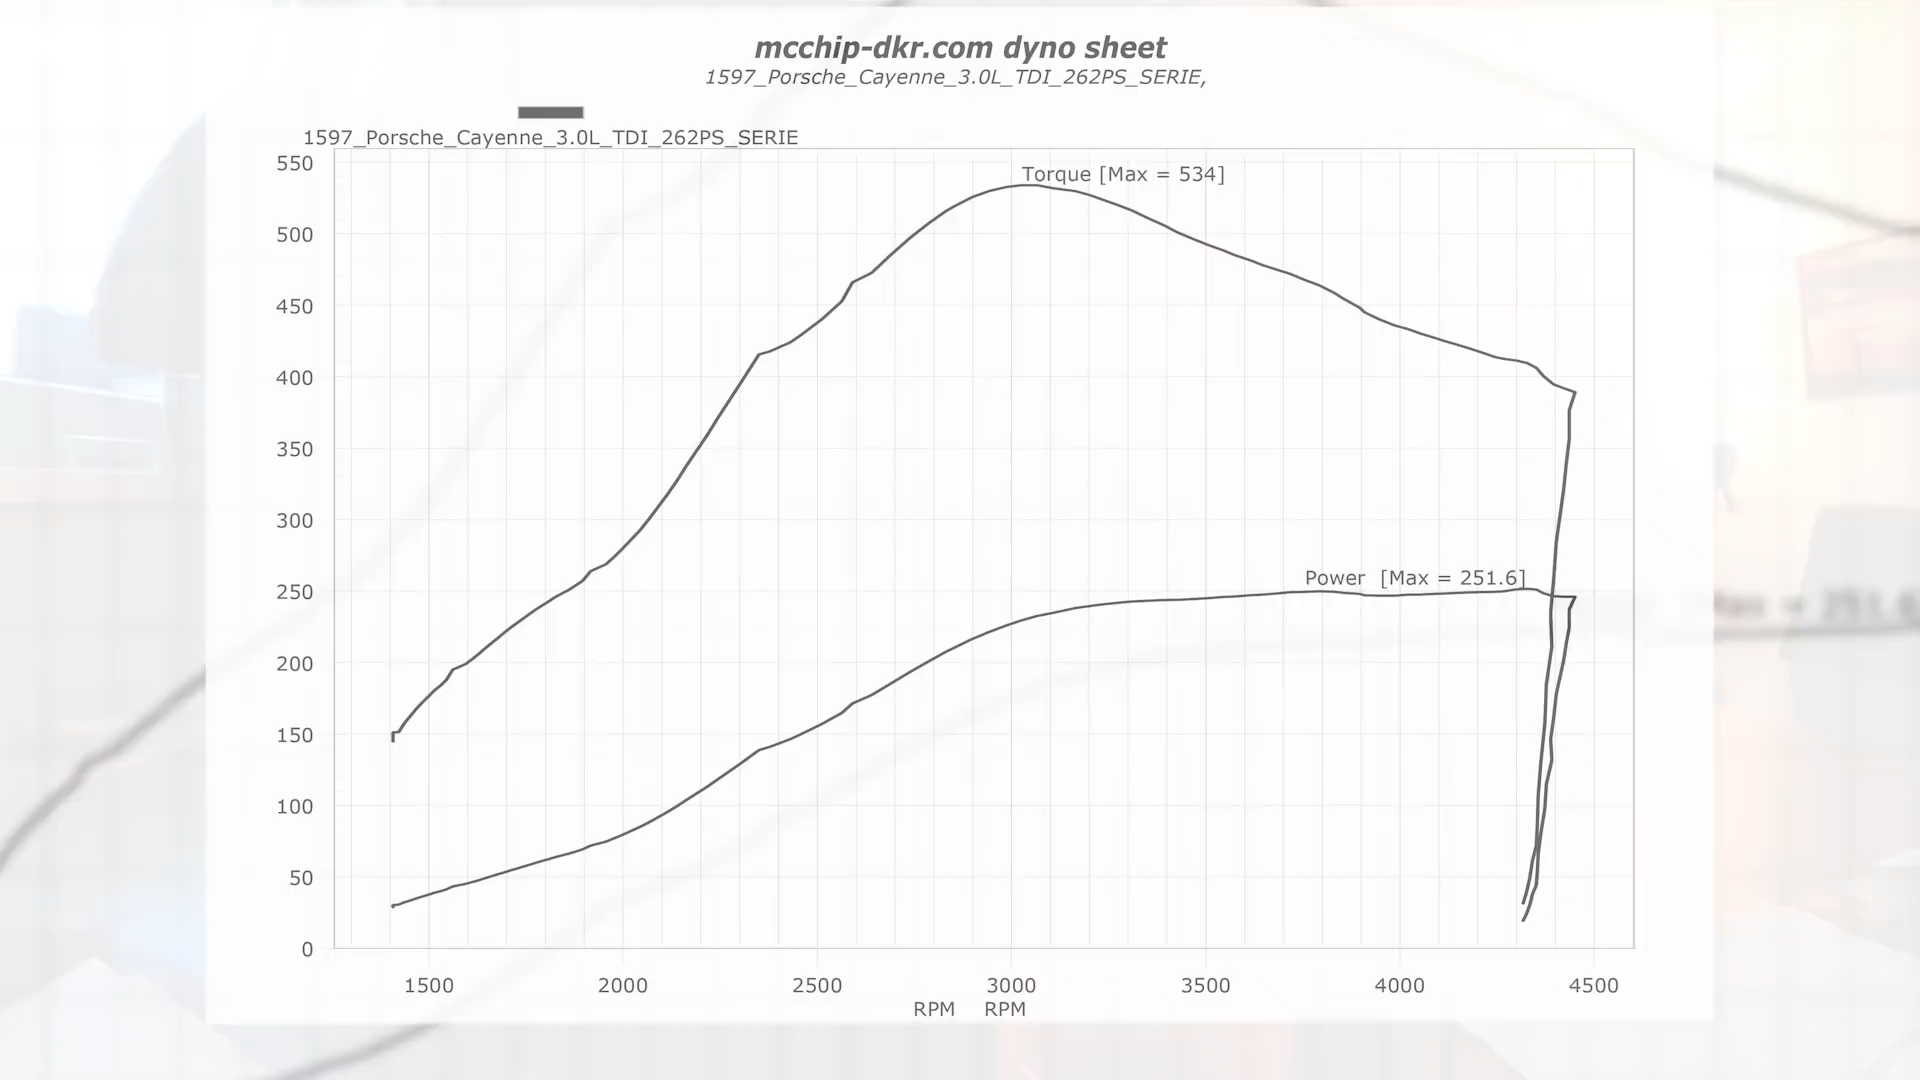 mcchip-dkr.com dyno sheet
1597_Porsche_Cayenne_3.0L_TDI_262PS_SERIE,
1597_Porsche_Cayenne_3.0L_TDI_262PS_SERIE
550
Torque [Max = 534]
500
450
400
350
300
250
Power [Max = 251.6]
200
150
100
50
0
1500 2000 2500 3000 3500 4000 4500
RPM RPM